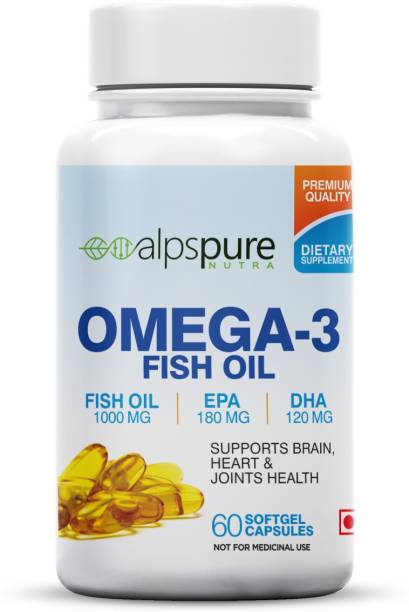 PREMIUM
QUALITY
DIETARY
SUPPLEMENT
alpspure
NUTRA
OMEGA-3
FISH OIL
FISH OIL
1000 MG
EPA
180 MG
DHA
120 MG
SUPPORTS BRAIN,
HEART &
JOINTS HEALTH
60 SOFTGEL
CAPSULES
NOT FOR MEDICINAL USE